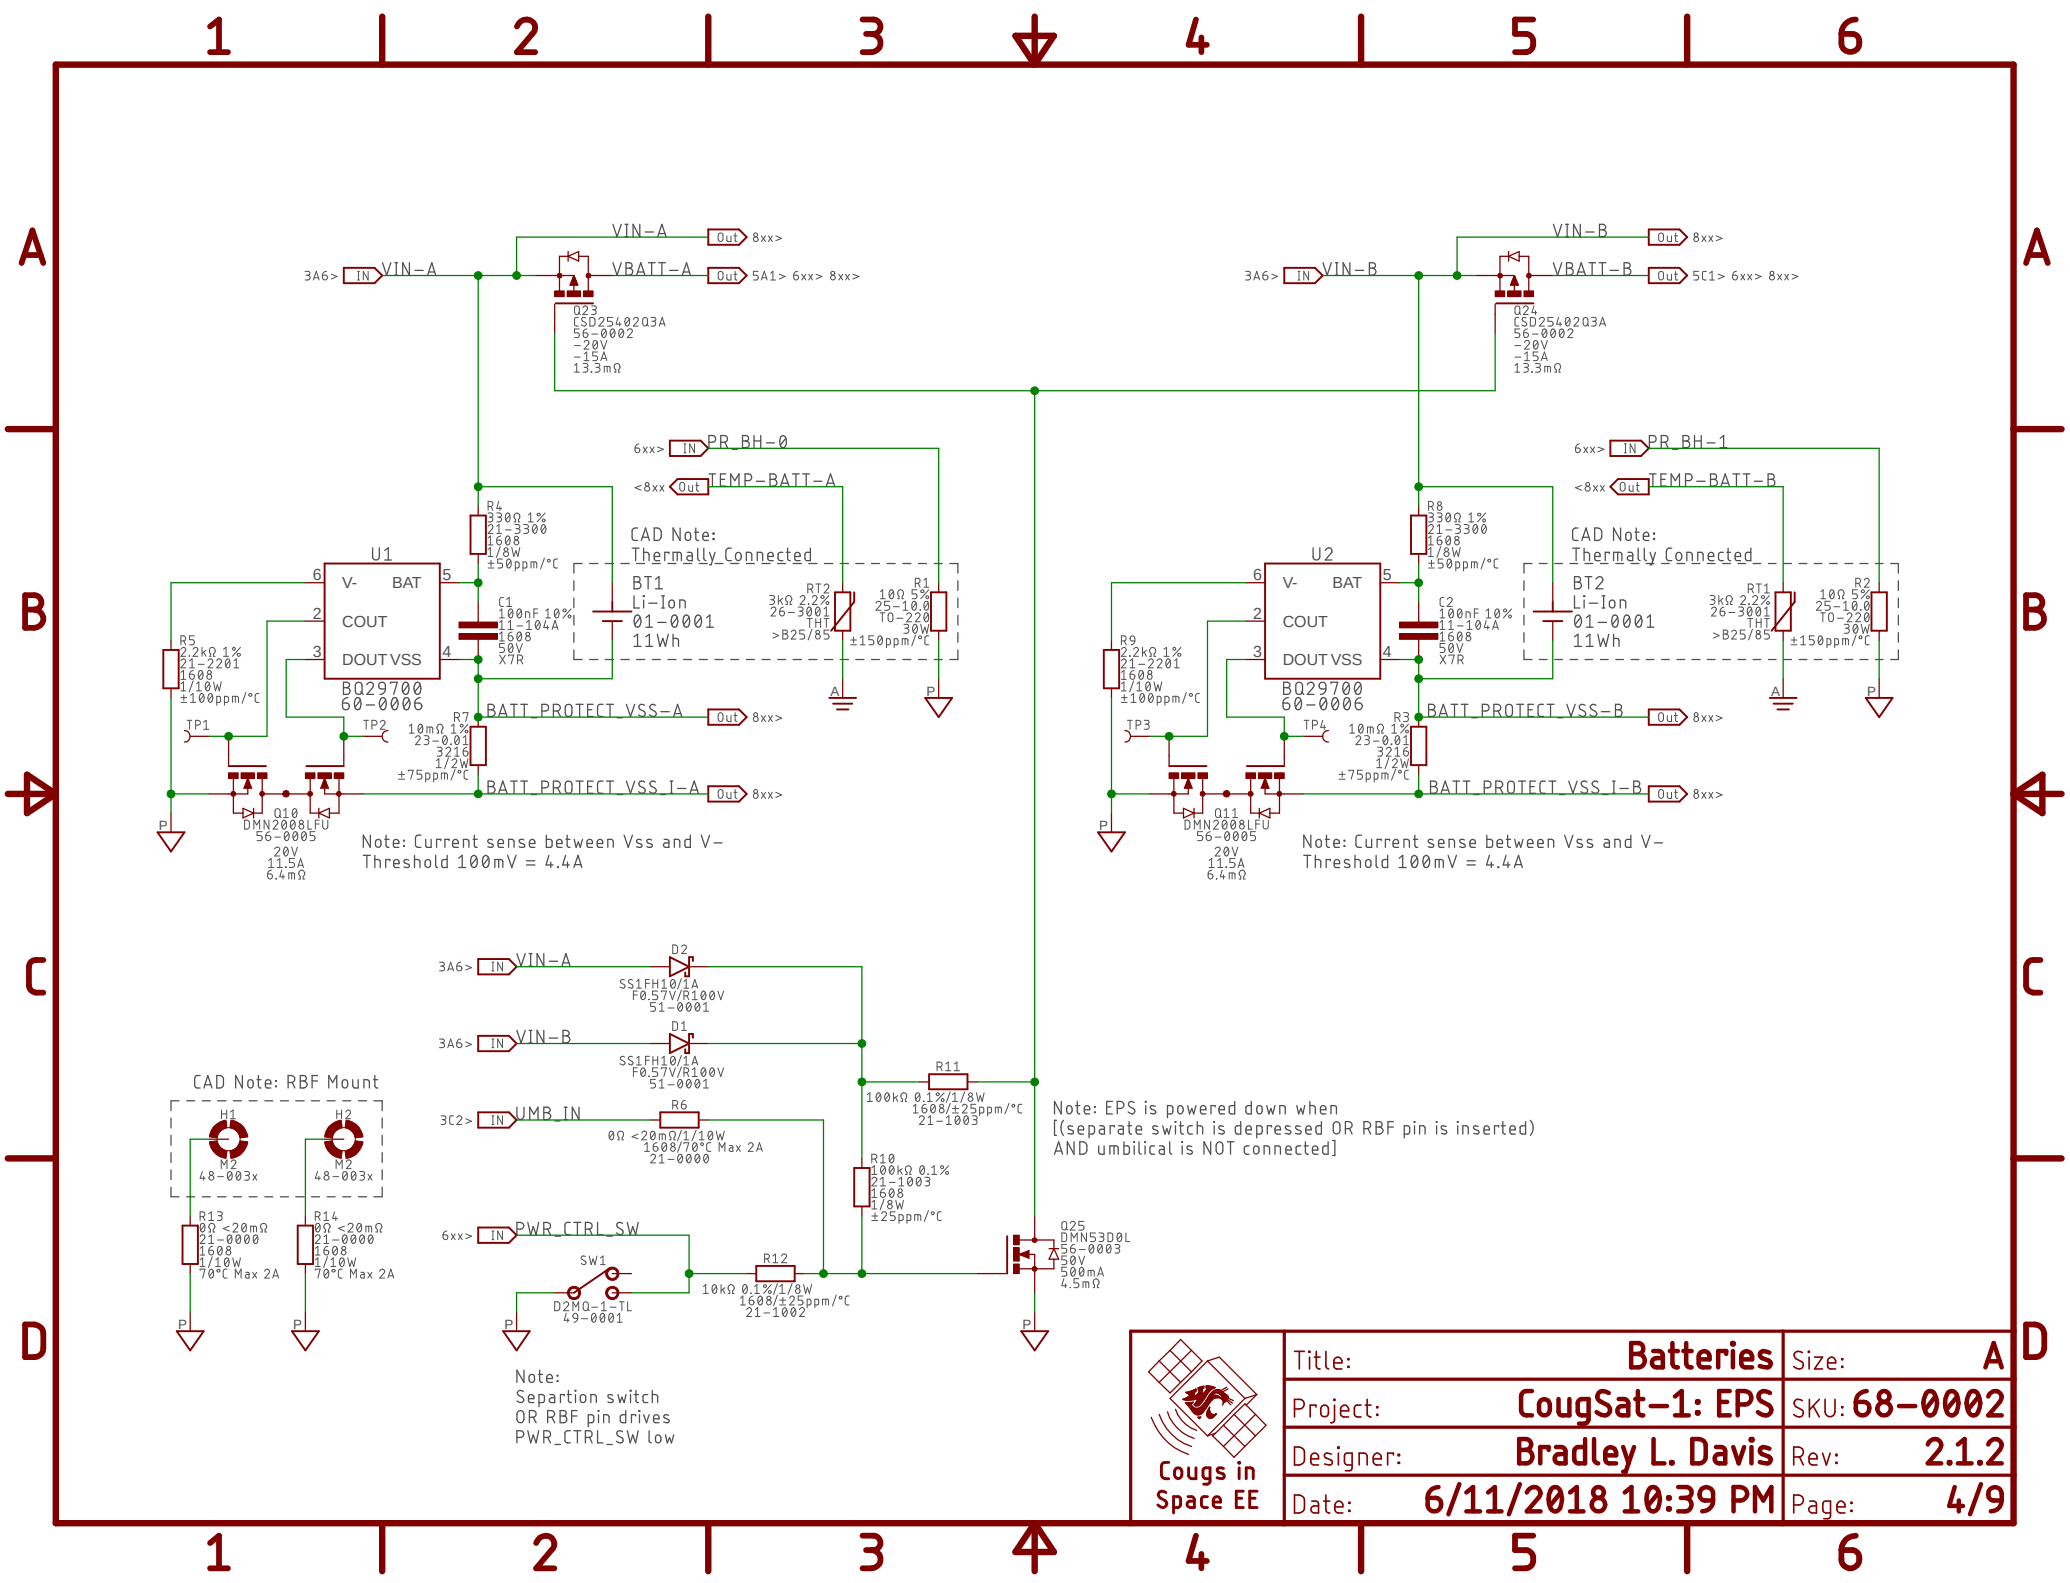 1 2 3 4 5 6
A
A
VIN-A
Out 8xx>
3A6> IN VIN-A
VBATT-A
Out 5A1> 6xx> 8xx>
Q23
CSD25402Q3A
56-0002
-20V
-15A
13.3mΩ
VIN-B
Out 8xx>
3A6> IN VIN-B
VBATT-B
Out 5C1> 6xx> 8xx>
Q24
CSD25402Q3A
56-0002
-20V
-15A
13.3mΩ
6xx> IN PR_BH-0
<8xx Out TEMP-BATT-A
R4
330Ω 1%
21-3300
1608
1/8W
±50ppm/°C
CAD Note:
Thermally Connected
U1
6 V- BAT 5
2 COUT
3 DOUT VSS 4
BQ29700
60-0006
C1
100nF 10%
11-104A
1608
50V
X7R
BT1
Li-Ion
01-0001
11Wh
RT2
3kΩ 2.2%
26-3001
THT
>B25/85
R1
10Ω 5%
25-10.0
TO-220
30W
±150ppm/°C
A
P
R5
2.2kΩ 1%
21-2201
1608
1/10W
±100ppm/°C
TP1
TP2
R7
10mΩ 1%
23-0.01
3216
1/2W
±75ppm/°C
BATT_PROTECT_VSS-A
Out 8xx>
BATT_PROTECT_VSS_I-A
Out 8xx>
P
Q10
DMN2008LFU
56-0005
20V
11.5A
6.4mΩ
Note: Current sense between Vss and V-
Threshold 100mV = 4.4A
6xx> IN PR_BH-1
<8xx Out TEMP-BATT-B
R8
330Ω 1%
21-3300
1608
1/8W
±50ppm/°C
CAD Note:
Thermally Connected
U2
6 V- BAT 5
2 COUT
3 DOUT VSS 4
BQ29700
60-0006
C2
100nF 10%
11-104A
1608
50V
X7R
BT2
Li-Ion
01-0001
11Wh
RT1
3kΩ 2.2%
26-3001
THT
>B25/85
R2
10Ω 5%
25-10.0
TO-220
30W
±150ppm/°C
A
P
R9
2.2kΩ 1%
21-2201
1608
1/10W
±100ppm/°C
TP3
TP4
R3
10mΩ 1%
23-0.01
3216
1/2W
±75ppm/°C
BATT_PROTECT_VSS-B
Out 8xx>
BATT_PROTECT_VSS_I-B
Out 8xx>
P
Q11
DMN2008LFU
56-0005
20V
11.5A
6.4mΩ
Note: Current sense between Vss and V-
Threshold 100mV = 4.4A
B
B
C
C
3A6> IN VIN-A
D2
SS1FH10/1A
F0.57V/R100V
51-0001
3A6> IN VIN-B
D1
SS1FH10/1A
F0.57V/R100V
51-0001
3C2> IN UMB_IN
R6
0Ω <20mΩ/1/10W
1608/70°C Max 2A
21-0000
R11
100kΩ 0.1%/1/8W
1608/±25ppm/°C
21-1003
Note: EPS is powered down when
[(separate switch is depressed OR RBF pin is inserted)
AND umbilical is NOT connected]
R10
100kΩ 0.1%
21-1003
1608
1/8W
±25ppm/°C
CAD Note: RBF Mount
H1
M2
48-003x
H2
M2
48-003x
R13
0Ω <20mΩ
21-0000
1608
1/10W
70°C Max 2A
R14
0Ω <20mΩ
21-0000
1608
1/10W
70°C Max 2A
P
P
6xx> IN PWR_CTRL_SW
SW1
D2MQ-1-TL
49-0001
P
R12
10kΩ 0.1%/1/8W
1608/±25ppm/°C
21-1002
Q25
DMN53D0L
56-0003
50V
500mA
4.5mΩ
P
Note:
Separtion switch
OR RBF pin drives
PWR_CTRL_SW low
D
D
Cougs in
Space EE
Title: Batteries Size: A
Project: CougSat-1: EPS SKU: 68-0002
Designer: Bradley L. Davis Rev: 2.1.2
Date: 6/11/2018 10:39 PM Page: 4/9
1 2 3 4 5 6